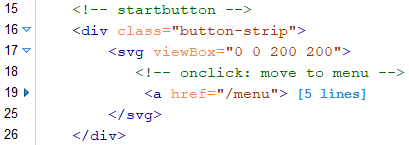 15 <!-- startbutton -->
16 <div class="button-strip">
17 <svg viewBox="0 0 200 200">
18 <!-- onclick: move to menu -->
19 <a href="/menu"> [5 lines]
25 </svg>
26 </div>